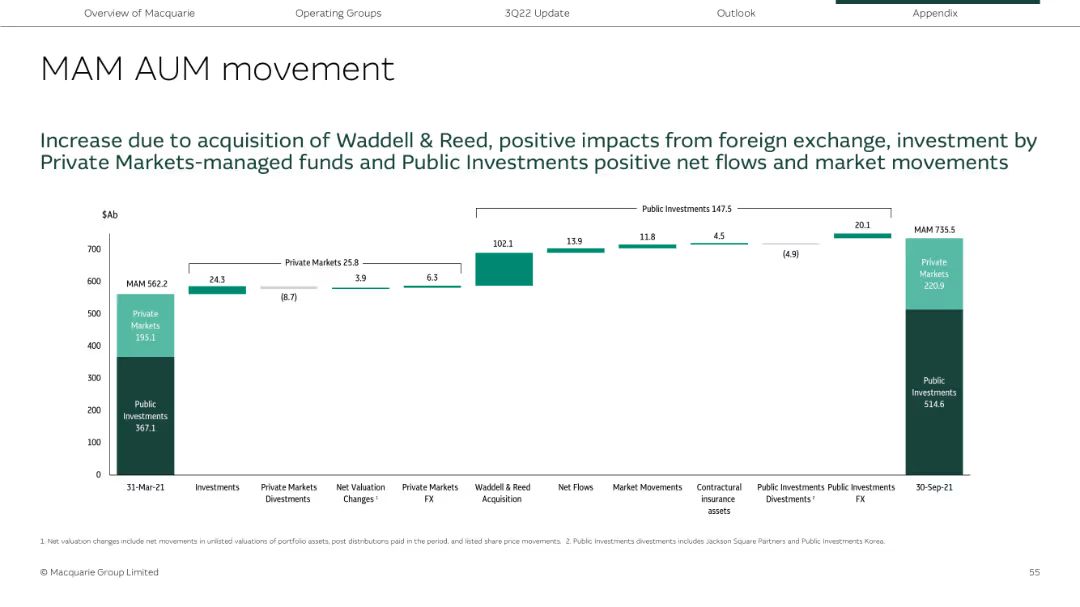 Overview of Macquarie
Operating Groups
3Q22 Update
Outlook
Appendix
MAM AUM movement
Increase due to acquisition of Waddell & Reed, positive impacts from foreign exchange, investment by
Private Markets-managed funds and Public Investments positive net flows and market movements
$Ab
700
600
500
400
300
200
100
0
MAM 562.2
Private
Markets
195.1
Public
Investments
367.1
Private Markets 25.8
24.3
(8.7)
3.9
6.3
Public Investments 147.5
102.1
13.9
11.8
4.5
(4.9)
20.1
MAM 735.5
Private
Markets
220.9
Public
Investments
514.6
31-Mar-21
Investments
Private Markets
Divestments
Net Valuation
Changes 1
Private Markets
FX
Waddell & Reed
Acquisition
Net Flows
Market Movements
Contractural
insurance
assets
Public Investments
Divestments 2
Public Investments
FX
30-Sep-21
1. Net valuation changes include net movements in unlisted valuations of portfolio assets, post distributions paid in the period, and listed share price movements. 2. Public Investments divestments includes Jackson Square Partners and Public Investments Korea.
© Macquarie Group Limited
55